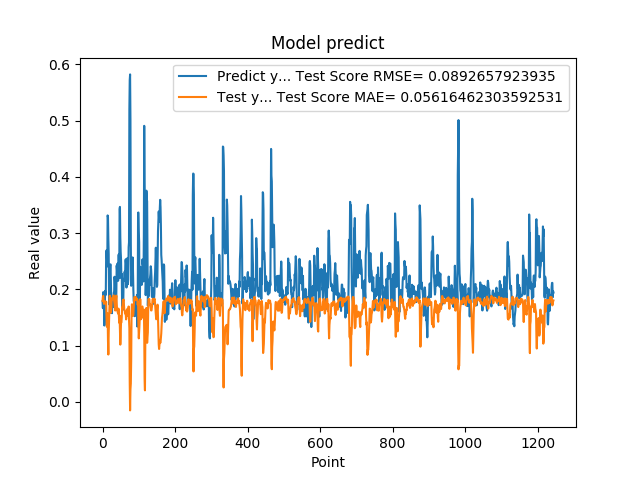 Model predict
Predict y... Test Score RMSE= 0.0892657923935
Test y... Test Score MAE= 0.05616462303592531
0.6
0.5
0.4
0.3
0.2
0.1
0.0
Real value
0 200 400 600 800 1000 1200
Point